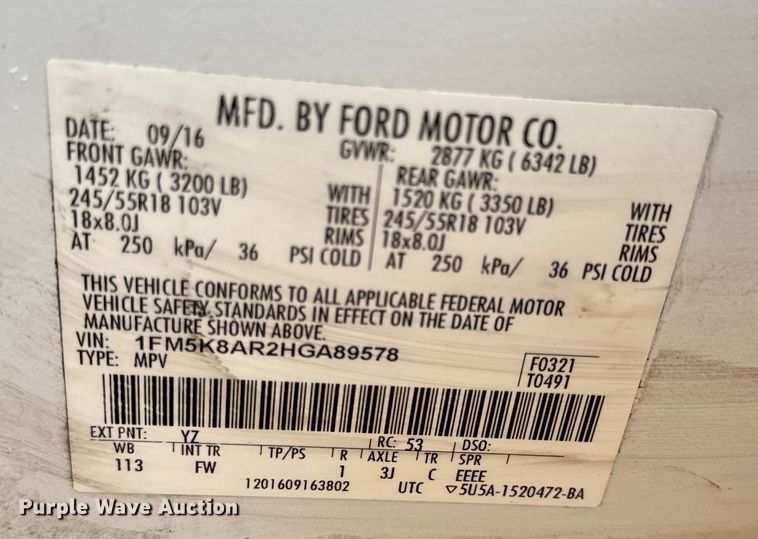 MFD. BY FORD MOTOR CO.
DATE: 09/16 GVWR: 2877 KG ( 6342 LB)
FRONT GAWR: REAR GAWR:
1452 KG ( 3200 LB) WITH 1520 KG ( 3350 LB) WITH
245/55R18 103V TIRES 245/55R18 103V TIRES
18x8.0J RIMS 18x8.0J RIMS
AT 250 kPa/ 36 PSI COLD AT 250 kPa/ 36 PSI COLD
THIS VEHICLE CONFORMS TO ALL APPLICABLE FEDERAL MOTOR
VEHICLE SAFETY STANDARDS IN EFFECT ON THE DATE OF
MANUFACTURE SHOWN ABOVE.
VIN: 1FM5K8AR2HGA89578 F0321
TYPE: MPV T0491
EXT PNT: YZ RC: 53 DSO:
WB INT TR TP/PS R AXLE TR SPR
113 FW 1 3J C EEEE
1201609163802 UTC ▽5U5A-1520472-BA
Purple Wave Auction